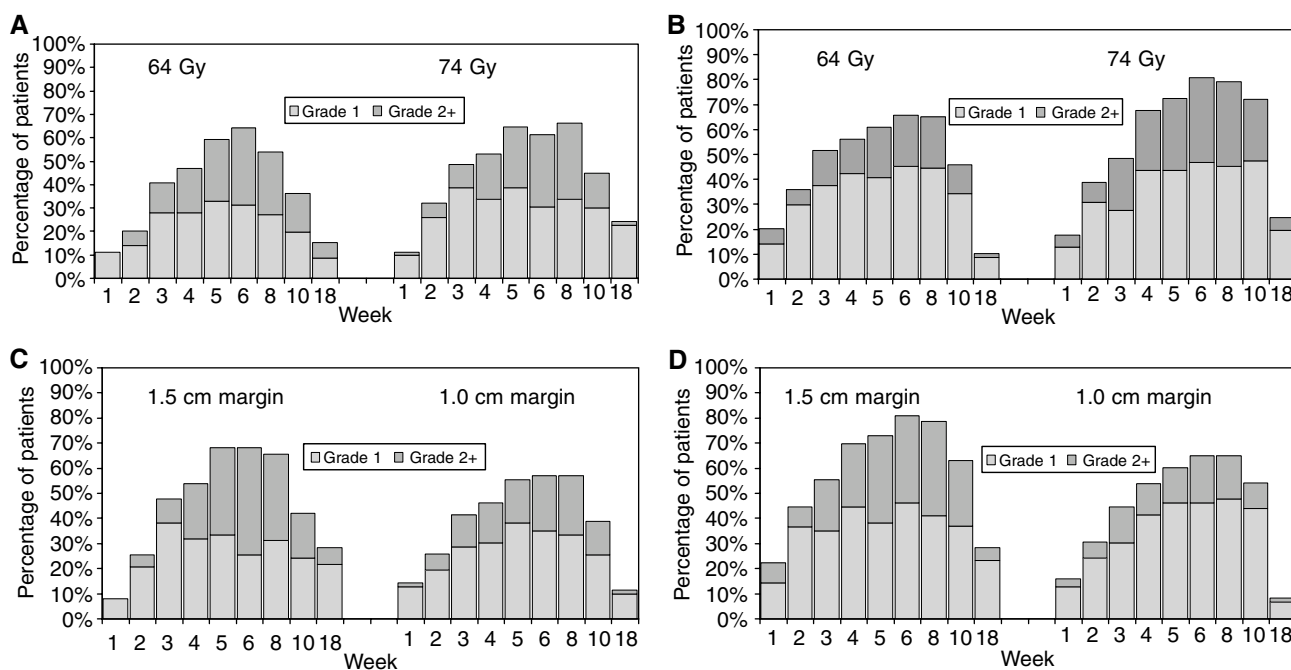 A
Percentage of patients
100%
90%
80%
70%
60%
50%
40%
30%
20%
10%
0%
64 Gy
74 Gy
Grade 1 Grade 2+
1 2 3 4 5 6 8 10 18 1 2 3 4 5 6 8 10 18
Week
B
Percentage of patients
100%
90%
80%
70%
60%
50%
40%
30%
20%
10%
0%
64 Gy
74 Gy
Grade 1 Grade 2+
1 2 3 4 5 6 8 10 18 1 2 3 4 5 6 8 10 18
Week
C
Percentage of patients
100%
90%
80%
70%
60%
50%
40%
30%
20%
10%
0%
1.5 cm margin
1.0 cm margin
Grade 1 Grade 2+
1 2 3 4 5 6 8 10 18 1 2 3 4 5 6 8 10 18
Week
D
Percentage of patients
100%
90%
80%
70%
60%
50%
40%
30%
20%
10%
0%
1.5 cm margin
1.0 cm margin
Grade 1 Grade 2+
1 2 3 4 5 6 8 10 18 1 2 3 4 5 6 8 10 18
Week